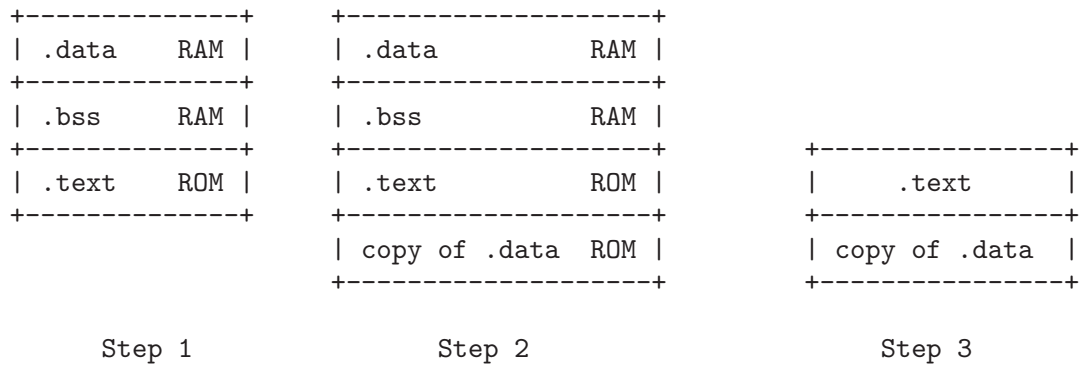 +--------------+     +--------------------+
| .data    RAM |     | .data          RAM |
+--------------+     +--------------------+
| .bss     RAM |     | .bss           RAM |
+--------------+     +--------------------+         +----------------+
| .text    ROM |     | .text          ROM |         |     .text      |
+--------------+     +--------------------+         +----------------+
                     | copy of .data  ROM |         | copy of .data  |
                     +--------------------+         +----------------+
      Step 1                Step 2                       Step 3